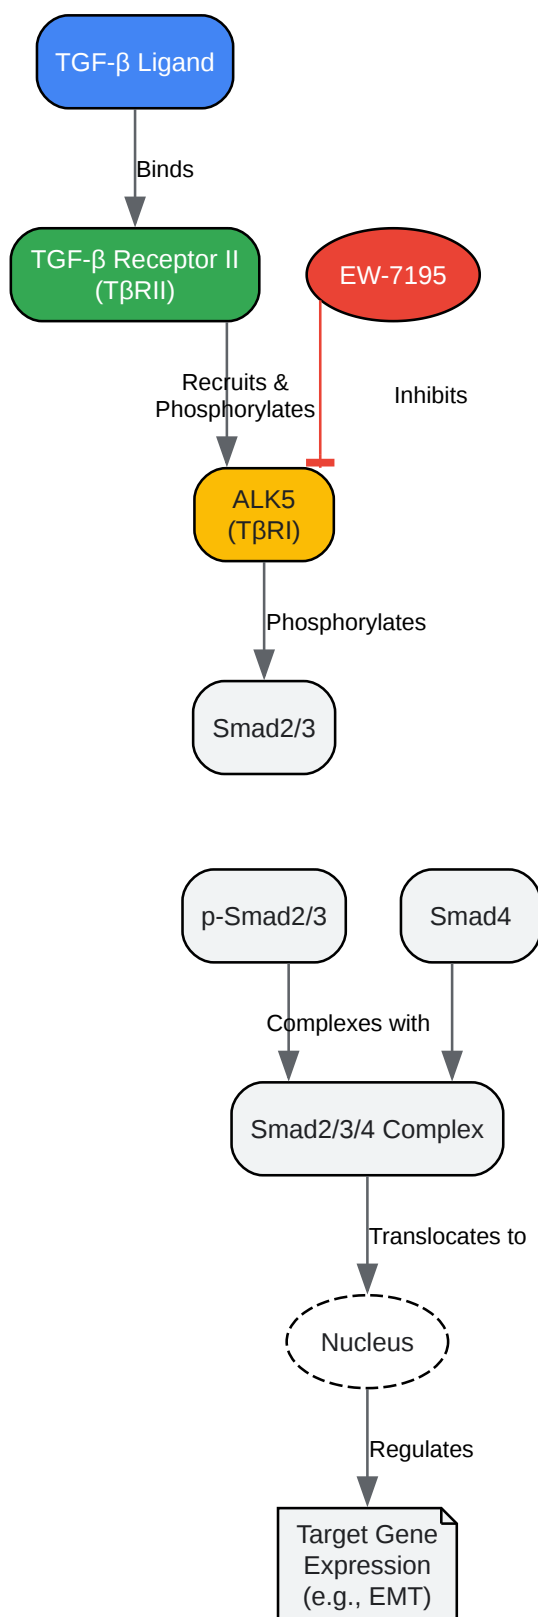 TGF-β Ligand
Binds
TGF-β Receptor II
(TβRII)
EW-7195
Recruits &
Phosphorylates
Inhibits
ALK5
(TβRI)
Phosphorylates
Smad2/3
p-Smad2/3
Smad4
Complexes with
Smad2/3/4 Complex
Translocates to
Nucleus
Regulates
Target Gene
Expression
(e.g., EMT)